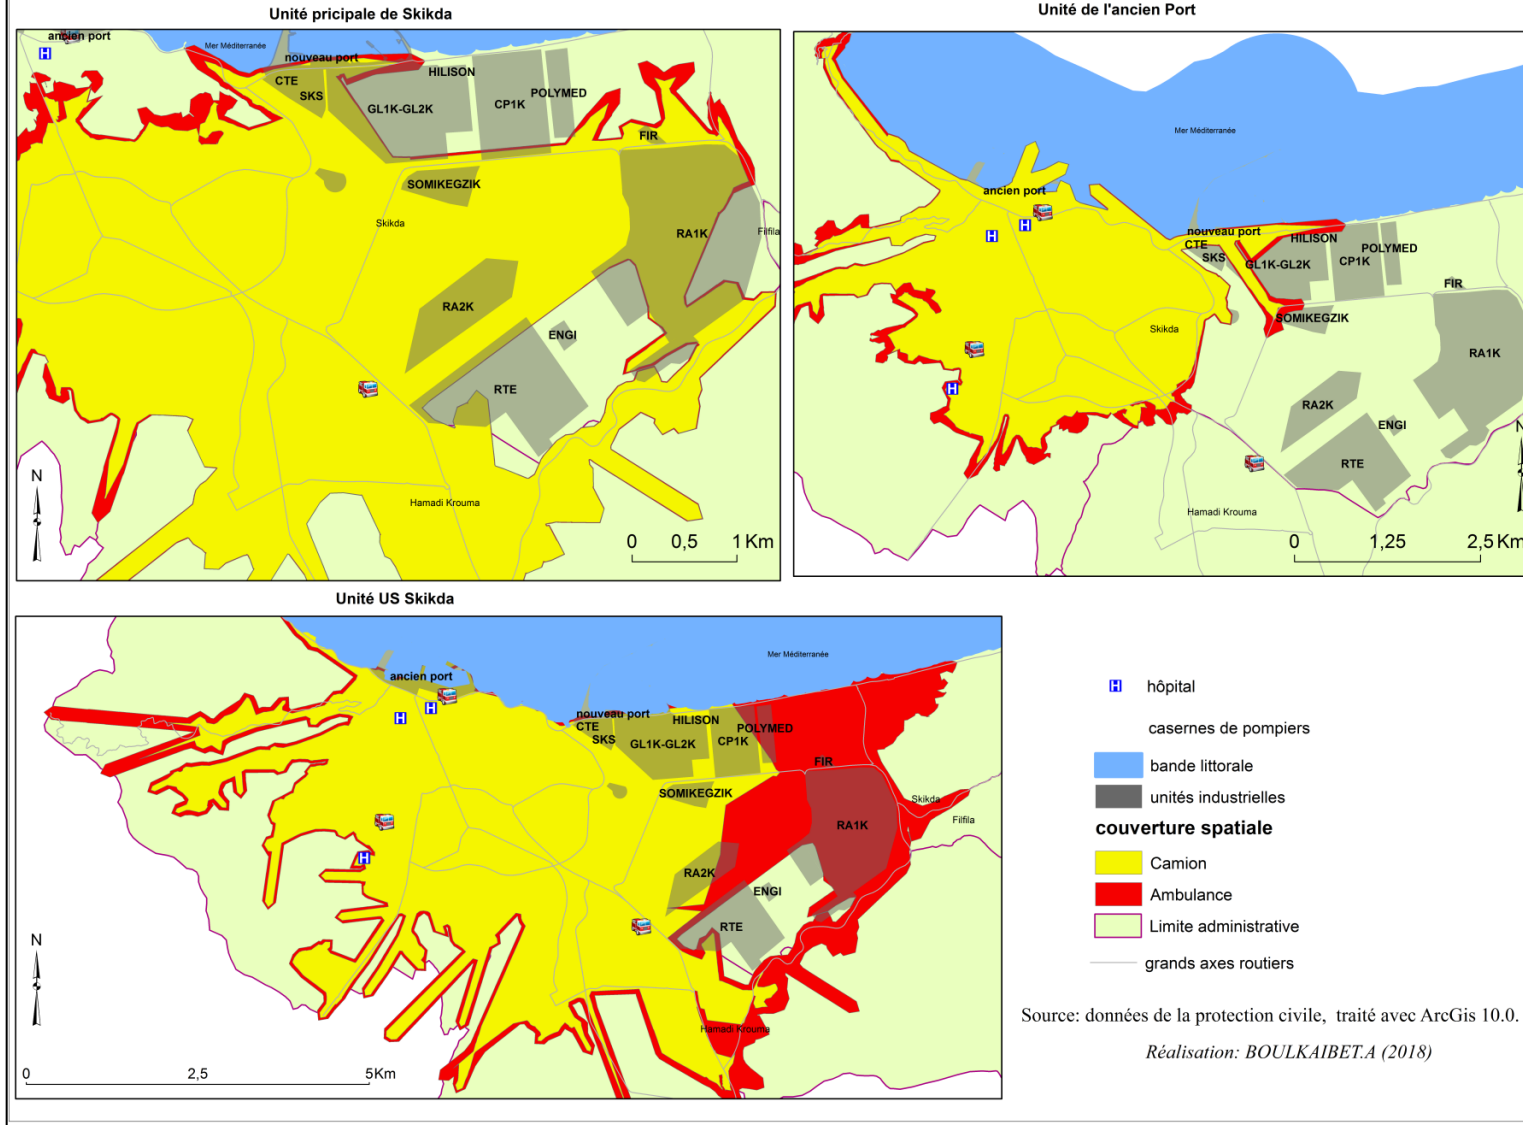 Unité pricipale de Skikda
ancien port
Mer Méditerranée
nouveau port
CTE
SKS
HILISON
GL1K-GL2K
CP1K
POLYMED
FIR
SOMIKEGZIK
Skikda
RA1K
Filfila
RA2K
ENGI
RTE
Hamadi Krouma
N
0 0,5 1 Km
Unité de l'ancien Port
Mer Méditerranée
ancien port
nouveau port
CTE
SKS
HILISON
GL1K-GL2K
CP1K
POLYMED
FIR
SOMIKEGZIK
Skikda
RA1K
RA2K
ENGI
RTE
Hamadi Krouma
N
0 1,25 2,5 Km
Unité US Skikda
Mer Méditerranée
ancien port
nouveau port
CTE
SKS
HILISON
GL1K-GL2K
CP1K
POLYMED
FIR
SOMIKEGZIK
Skikda
Filfila
RA1K
RA2K
ENGI
RTE
Hamadi Krouma
N
0 2,5 5 Km
H hôpital
casernes de pompiers
bande littorale
unités industrielles
couverture spatiale
Camion
Ambulance
Limite administrative
grands axes routiers
Source: données de la protection civile, traité avec ArcGis 10.0.
Réalisation: BOULKAIBET.A (2018)